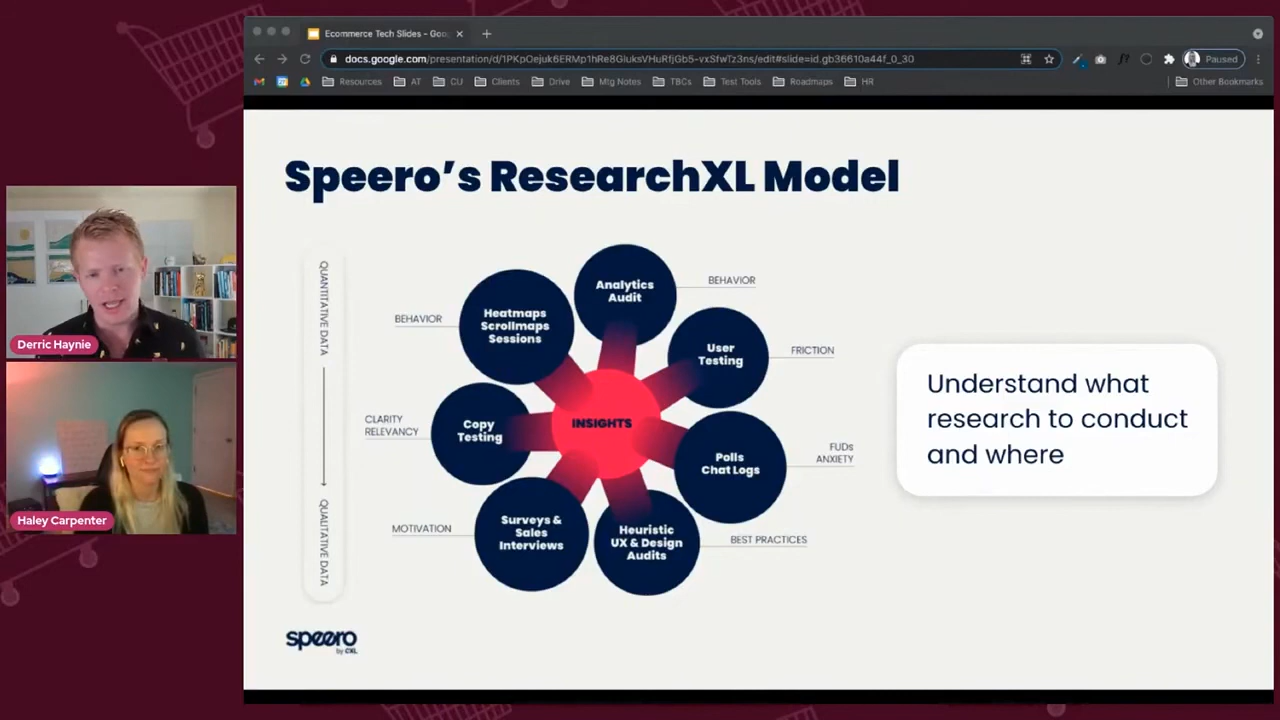 Ecommerce Tech Slides - Goo
docs.google.com/presentation/d/1PKpOejuk6ERMp1hRe8GluksVHuRfjGb5-vxSfwTz3ns/edit#slide=id.gb36610a44f_0_30
Paused
Resources AT CU Clients Drive Mtg Notes TBCs Test Tools Roadmaps HR Other Bookmarks
Speero's ResearchXL Model
QUANTITATIVE DATA
QUALITATIVE DATA
Analytics
Audit
BEHAVIOR
Heatmaps
Scrollmaps
Sessions
BEHAVIOR
User
Testing
FRICTION
Copy
Testing
CLARITY
RELEVANCY
INSIGHTS
Polls
Chat Logs
FUDs
ANXIETY
Surveys &
Sales
Interviews
MOTIVATION
Heuristic
UX & Design
Audits
BEST PRACTICES
Understand what
research to conduct
and where
speero
by CXL
Derric Haynie
Haley Carpenter